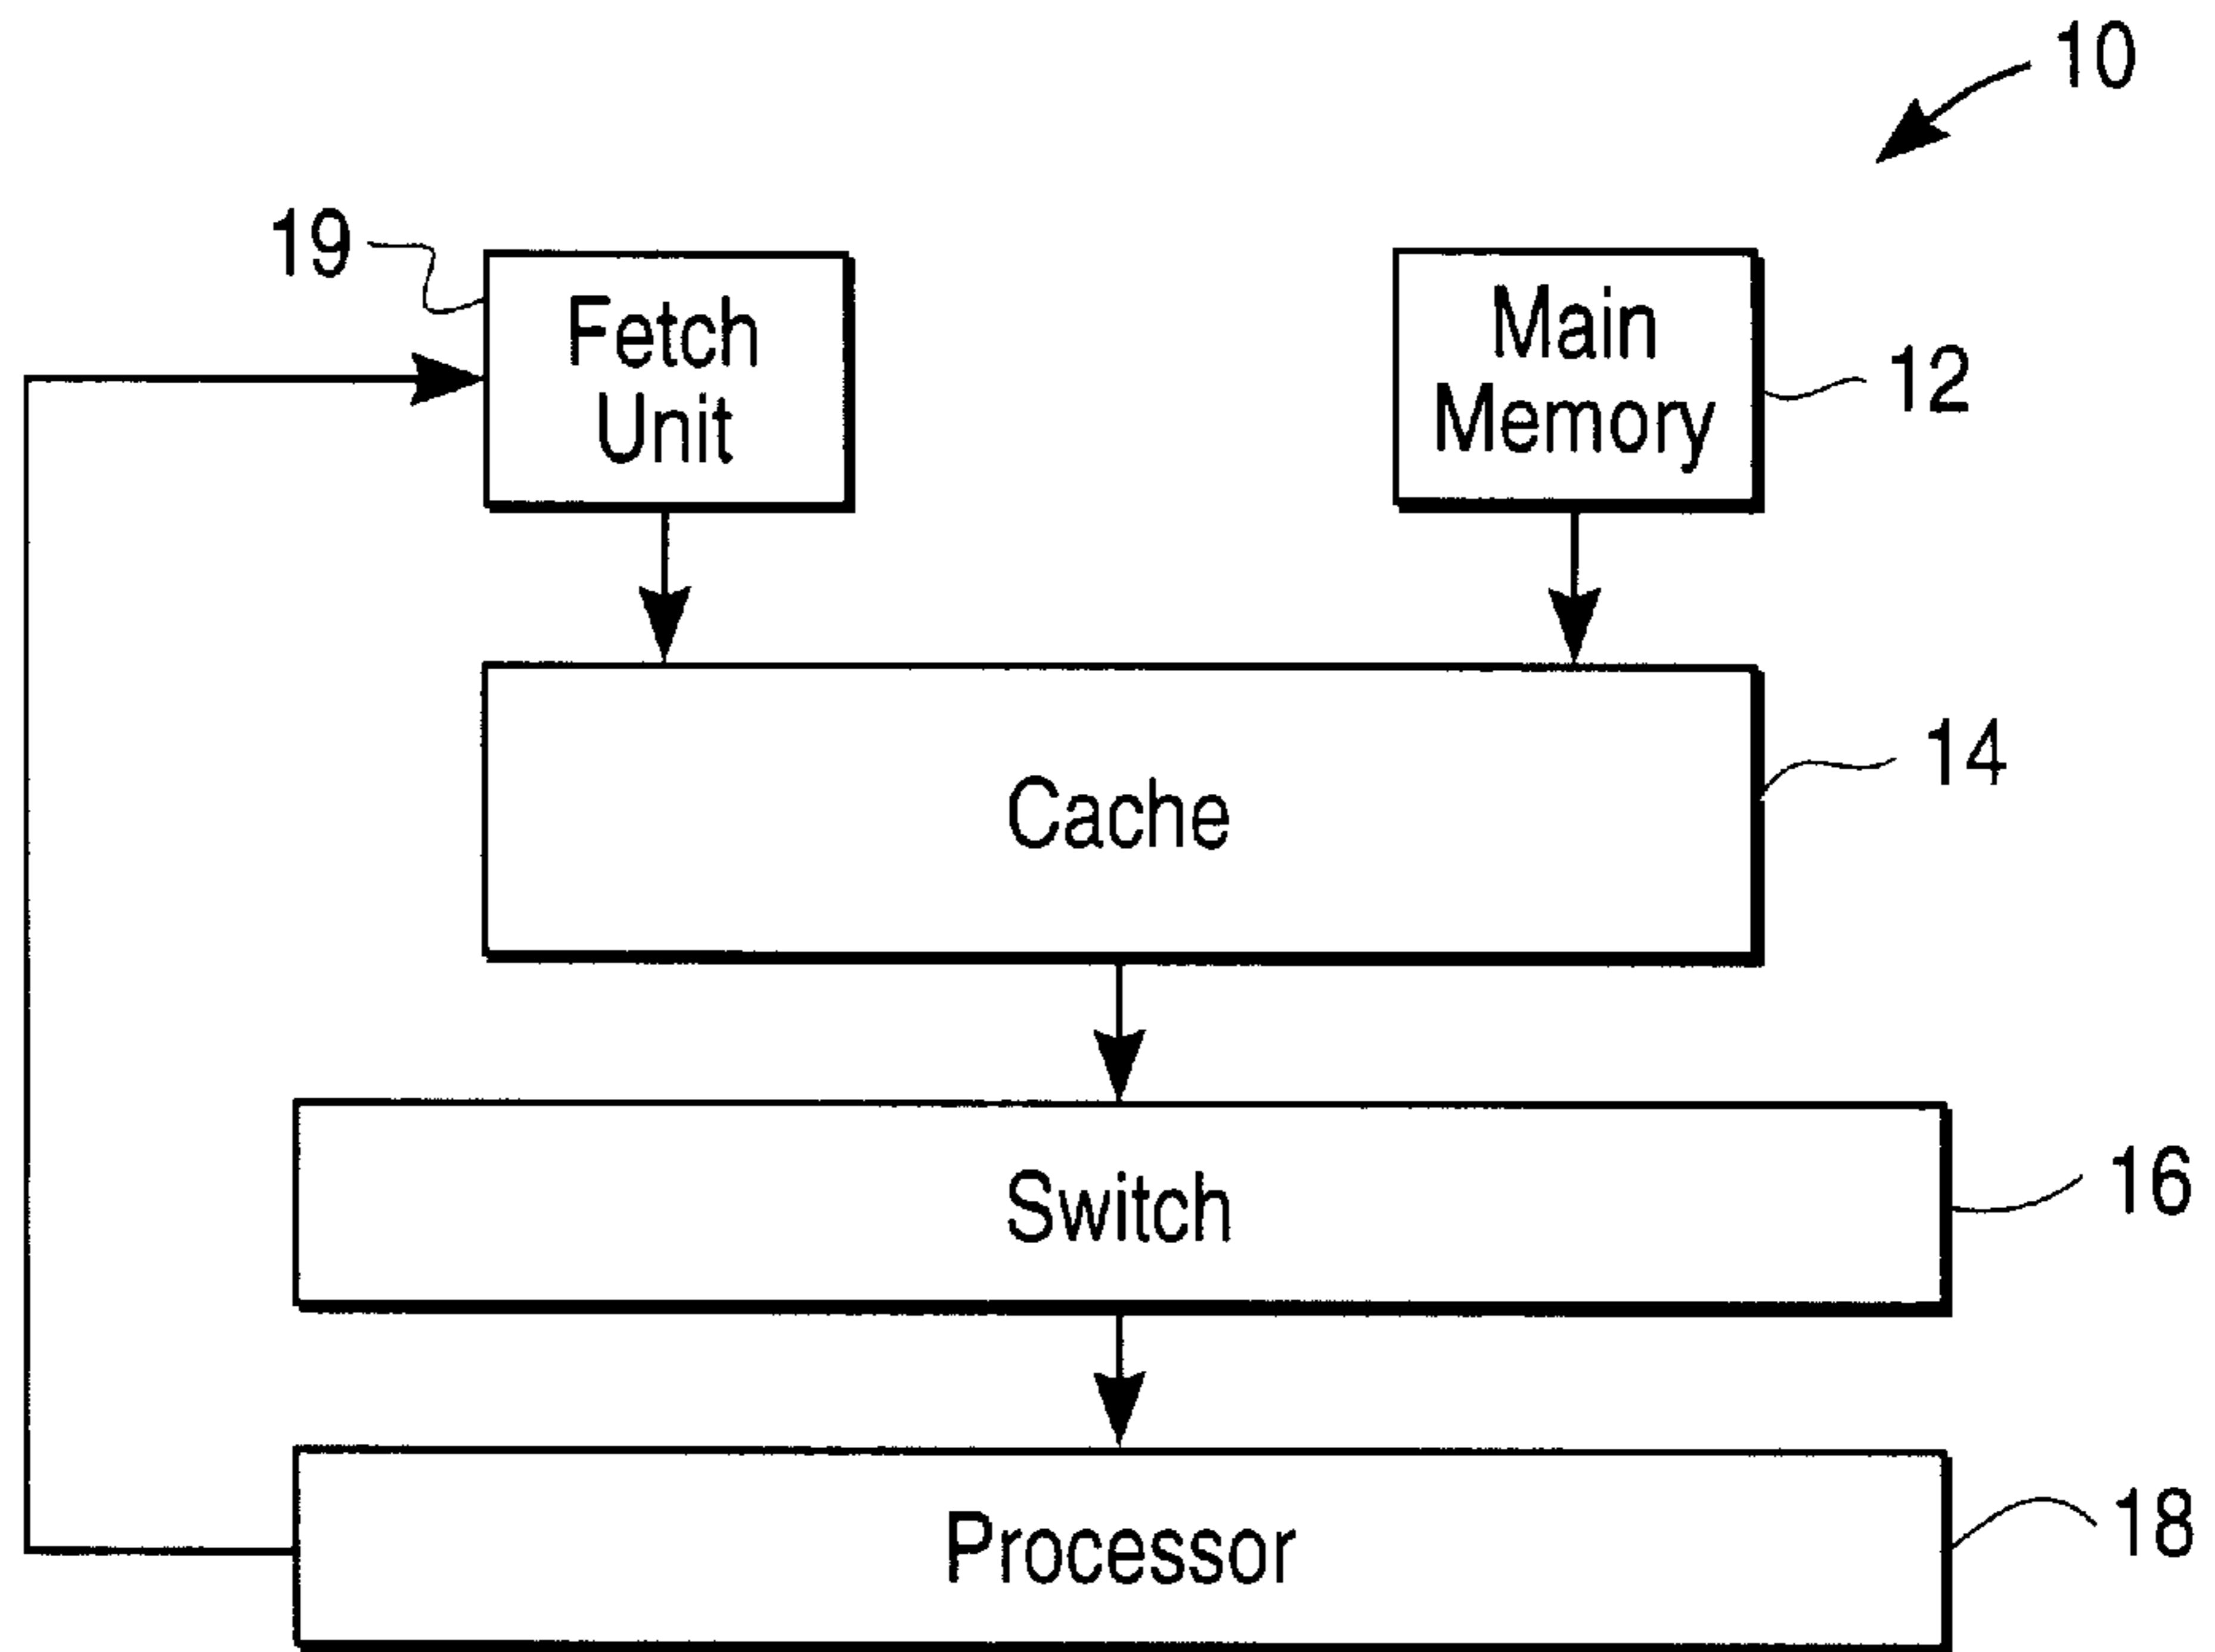 10
19
Fetch
Unit
Main
Memory
12
Cache
14
Switch
16
Processor
18